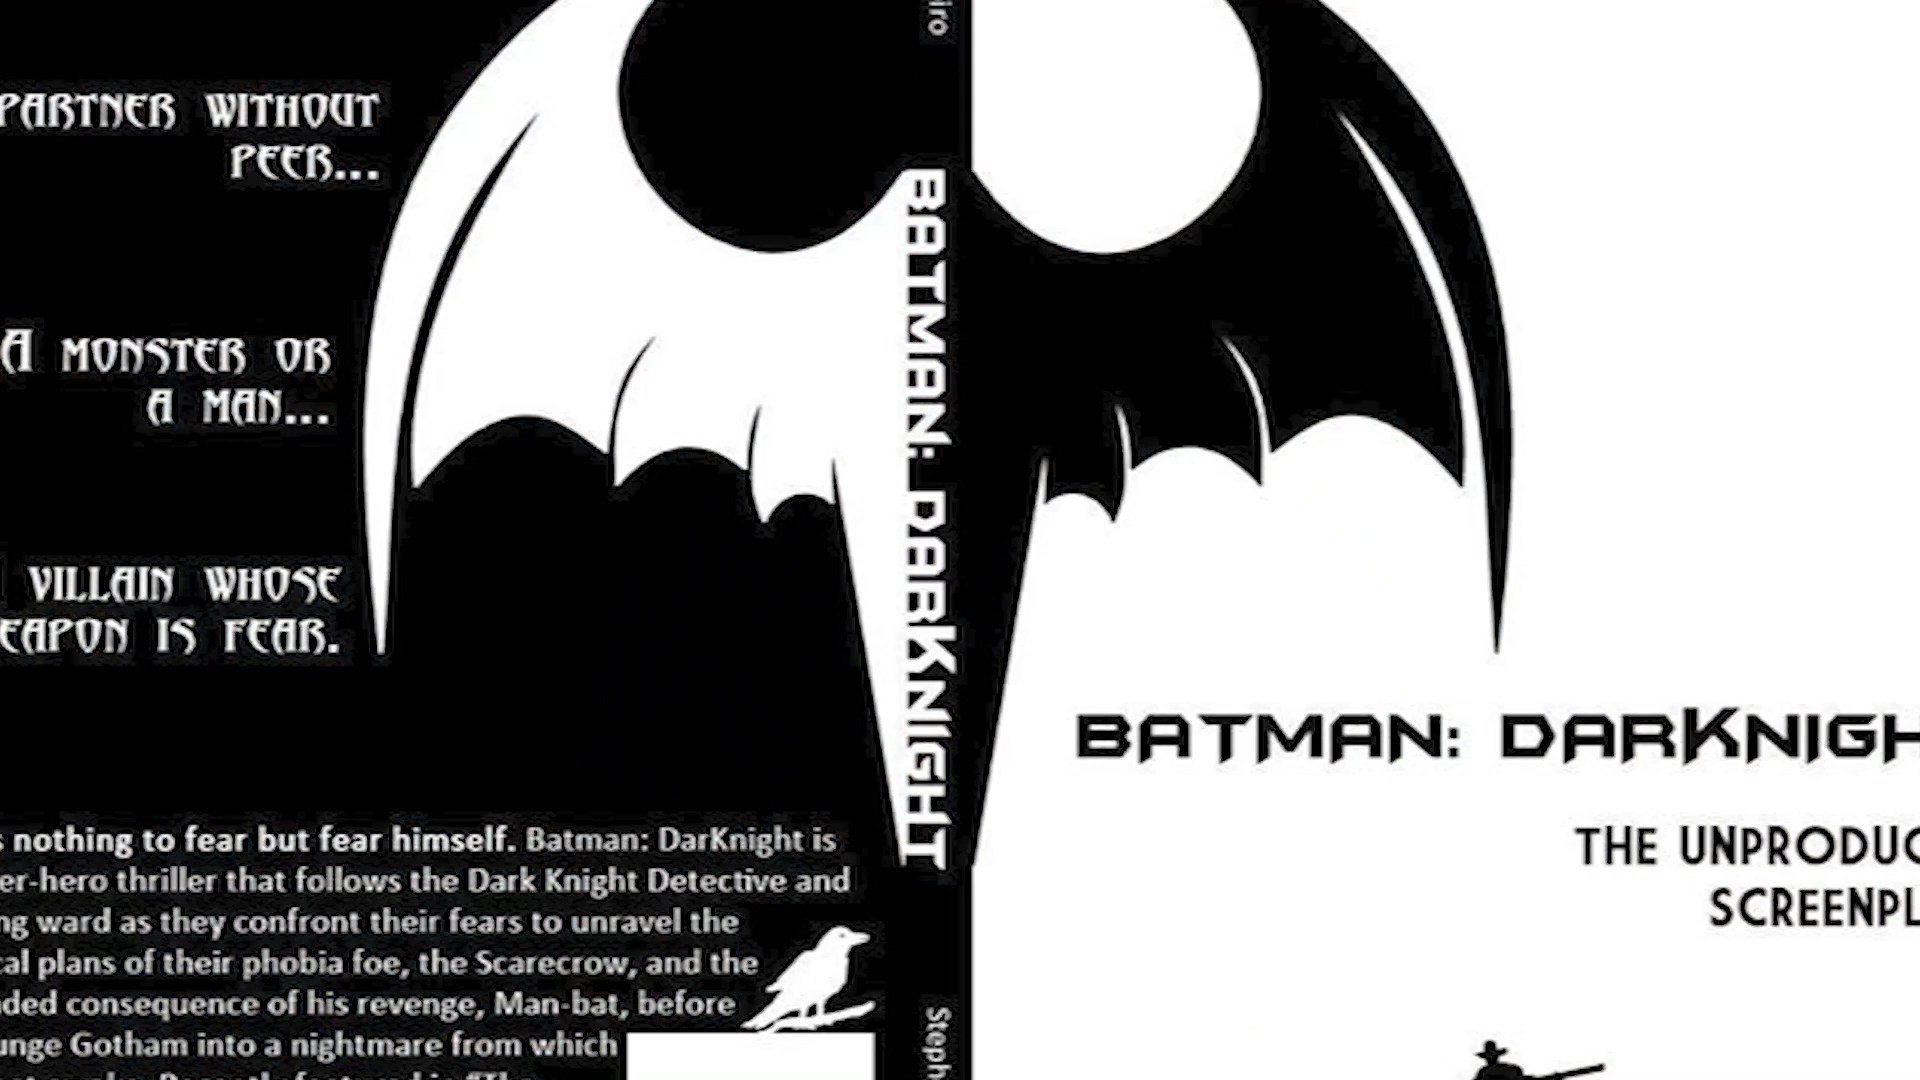 PARTNER WITHOUT
PEER...
A MONSTER OR
A MAN...
VILLAIN WHOSE
EAPON IS FEAR.
s nothing to fear but fear himself. Batman: DarKnight is
er-hero thriller that follows the Dark Knight Detective and
ng ward as they confront their fears to unravel the
cal plans of their phobia foe, the Scarecrow, and the
ded consequence of his revenge, Man-bat, before
unge Gotham into a nightmare from which
iro
BATMAN: DARKNIGHT
Steph
BATMAN: DARKNIGH
THE UNPRODUC
SCREENPL